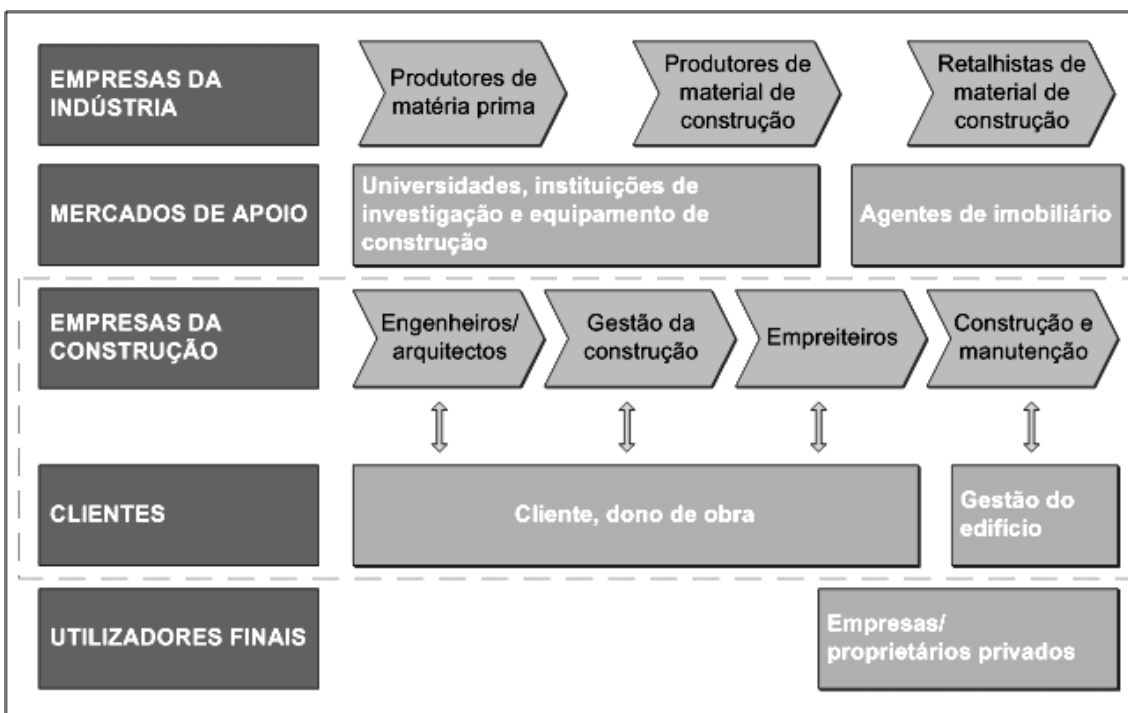 EMPRESAS DA
INDÚSTRIA
Produtores de
matéria prima
Produtores de
material de
construção
Retalhistas de
material de
construção
MERCADOS DE APOIO
Universidades, instituições de
investigação e equipamento de
construção
Agentes de imobiliário
EMPRESAS DA
CONSTRUÇÃO
Engenheiros/
arquitectos
Gestão da
construção
Empreiteiros
Construção e
manutenção
CLIENTES
Cliente, dono de obra
Gestão do
edifício
UTILIZADORES FINAIS
Empresas/
proprietários privados